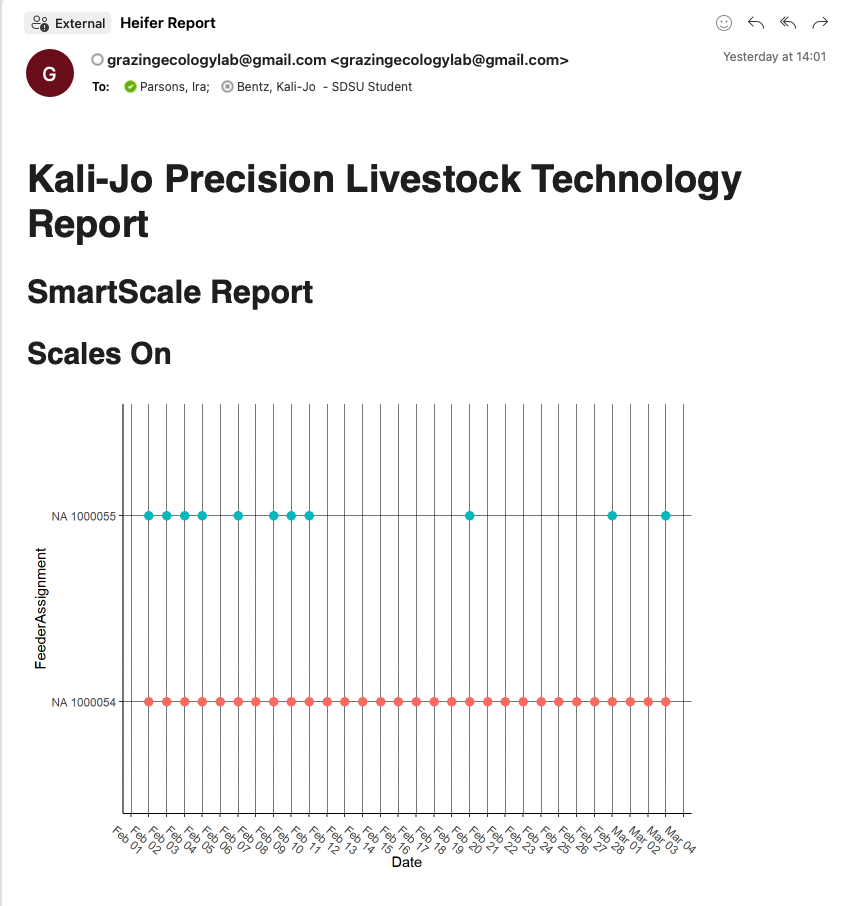 External Heifer Report
G
grazingecologylab@gmail.com <grazingecologylab@gmail.com>
Yesterday at 14:01
To: Parsons, Ira; Bentz, Kali-Jo - SDSU Student
Kali-Jo Precision Livestock Technology
Report
SmartScale Report
Scales On
FeederAssignment
NA 1000055
NA 1000054
Feb 01
Feb 02
Feb 03
Feb 04
Feb 05
Feb 06
Feb 07
Feb 08
Feb 09
Feb 10
Feb 11
Feb 12
Feb 13
Feb 14
Feb 15
Feb 16
Feb 17
Feb 18
Feb 19
Feb 20
Feb 21
Feb 22
Feb 23
Feb 24
Feb 25
Feb 26
Feb 27
Feb 28
Mar 01
Mar 02
Mar 03
Mar 04
Date